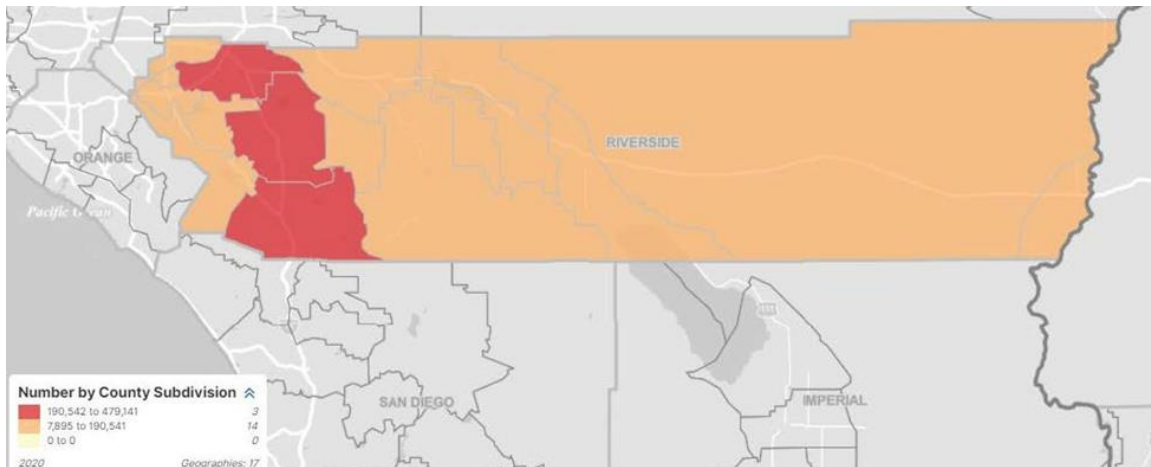 RIVERSIDE
ORANGE
Pacific Ocean
SAN DIEGO
IMPERIAL
Number by County Subdivision
190,542 to 479,141 3
7,895 to 190,541 14
0 to 0 0
2020 Geographies: 17